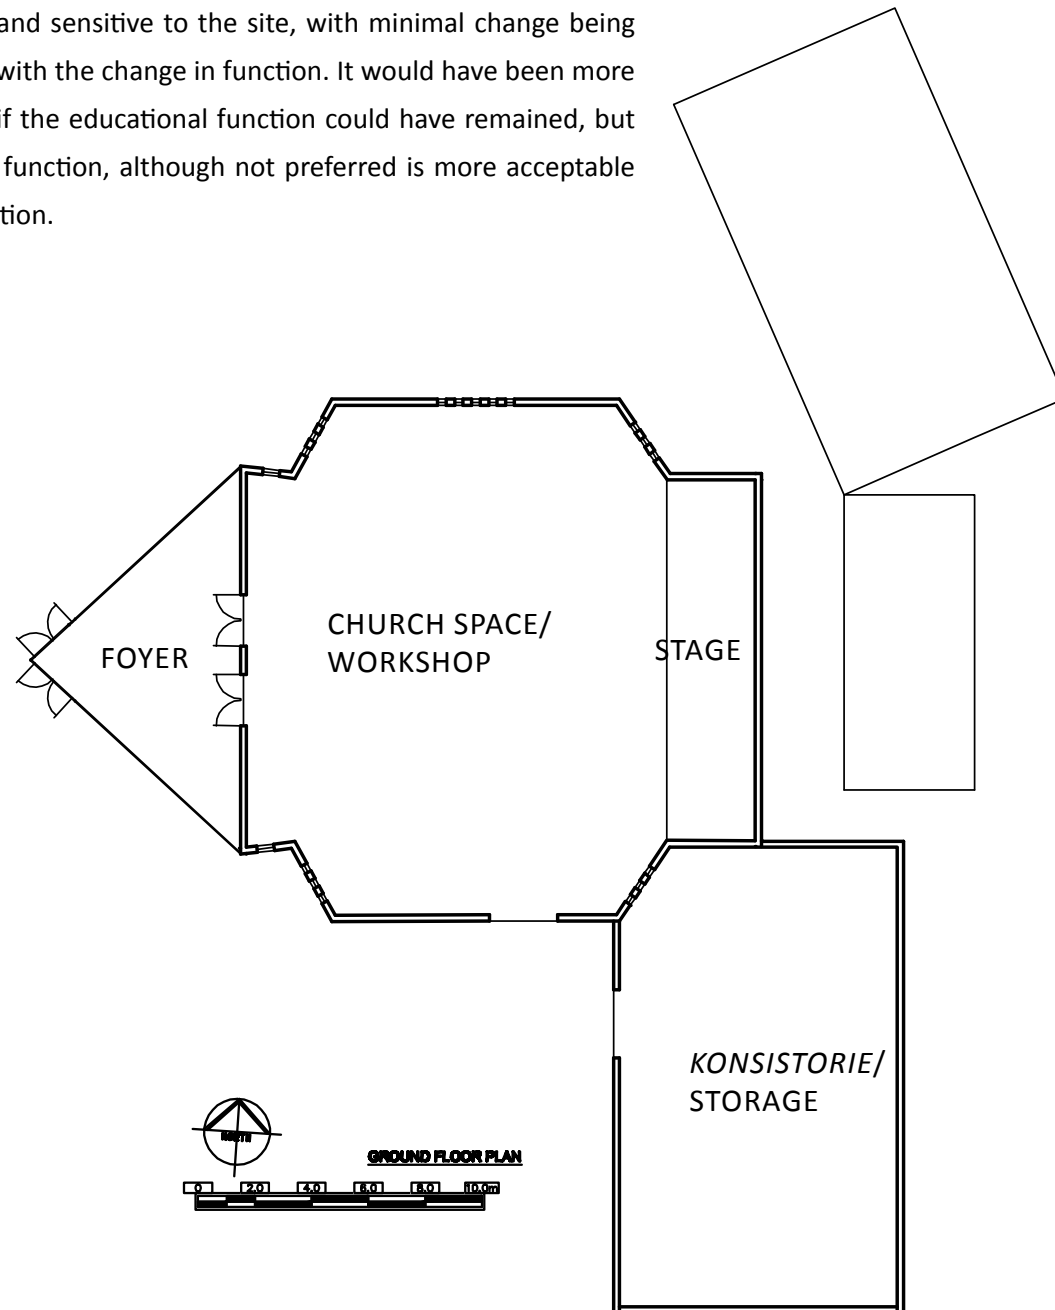 and sensitive to the site, with minimal change being
with the change in function. It would have been more
if the educational function could have remained, but
function, although not preferred is more acceptable
tion.
CHURCH SPACE/
WORKSHOP
FOYER
STAGE
KONSISTORIE/
STORAGE
NORTH
GROUND FLOOR PLAN
0 2.0 4.0 6.0 8.0 10.0m